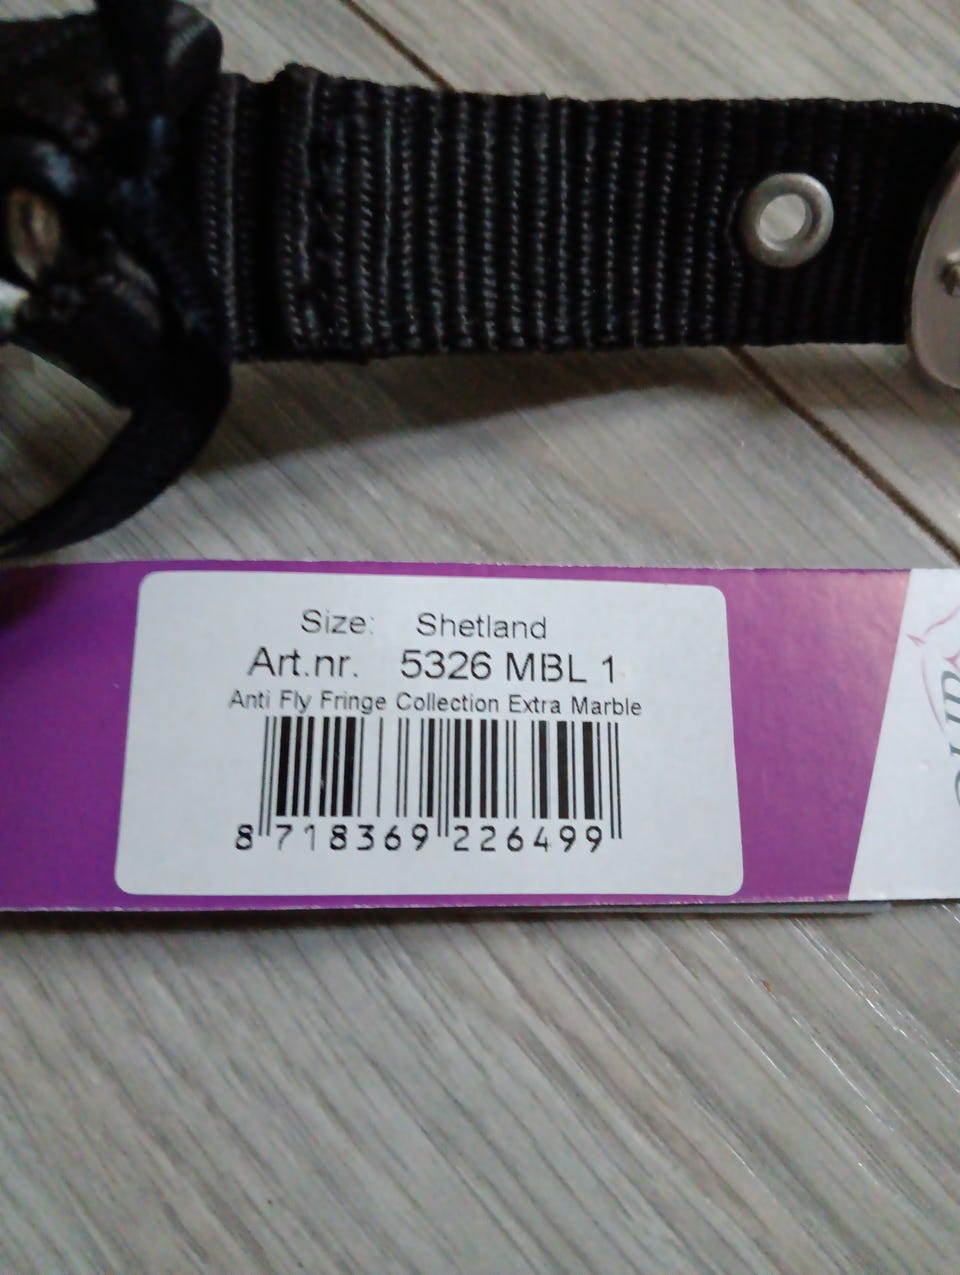 Size: Shetland
Art.nr. 5326 MBL 1
Anti Fly Fringe Collection Extra Marble
8 718369 226499